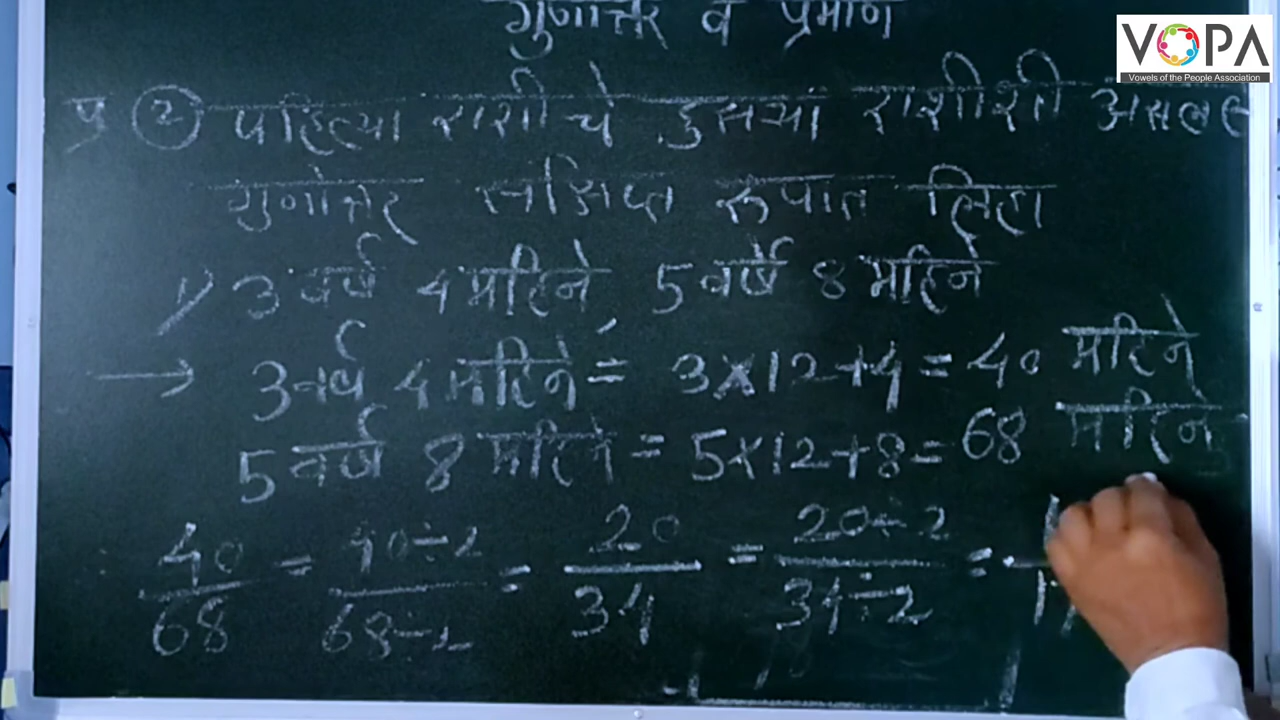 गुणोत्तर व प्रमाण
VOPA
Vowels of the People Association
प्र २ पहिल्या राशीचे दुसऱ्या राशीशी असलेले
गुणोत्तर संक्षिप्त रूपात लिहा
1) 3 वर्ष 4 महिने 5 वर्षे 8 महिने
→ 3 वर्ष 4 महिने = 3×12+4 = 40 महिने
5 वर्ष 8 महिने = 5×12+8 = 68 महिने
40/68 = 40÷2/68÷2 = 20/34 = 20÷2/34÷2 =